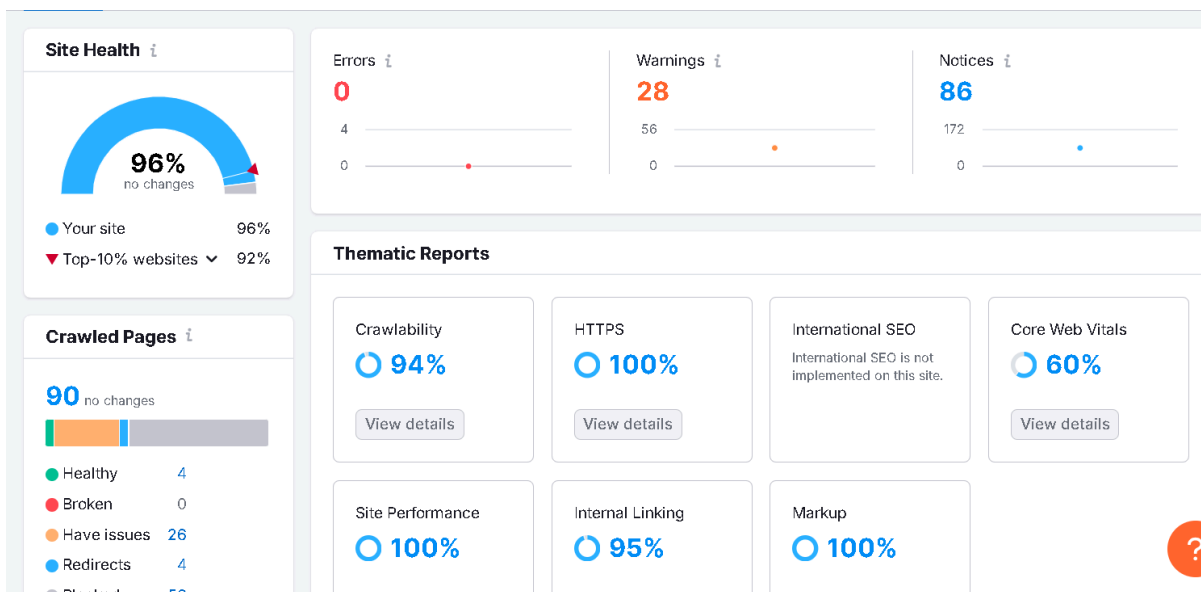 Site Health i
96%
no changes
Your site 96%
Top-10% websites 92%
Errors i
0
4
0
Warnings i
28
56
0
Notices i
86
172
0
Crawled Pages i
90 no changes
Healthy 4
Broken 0
Have issues 26
Redirects 4
Thematic Reports
Crawlability
94%
View details
HTTPS
100%
View details
International SEO
International SEO is not
implemented on this site.
Core Web Vitals
60%
View details
Site Performance
100%
Internal Linking
95%
Markup
100%
?